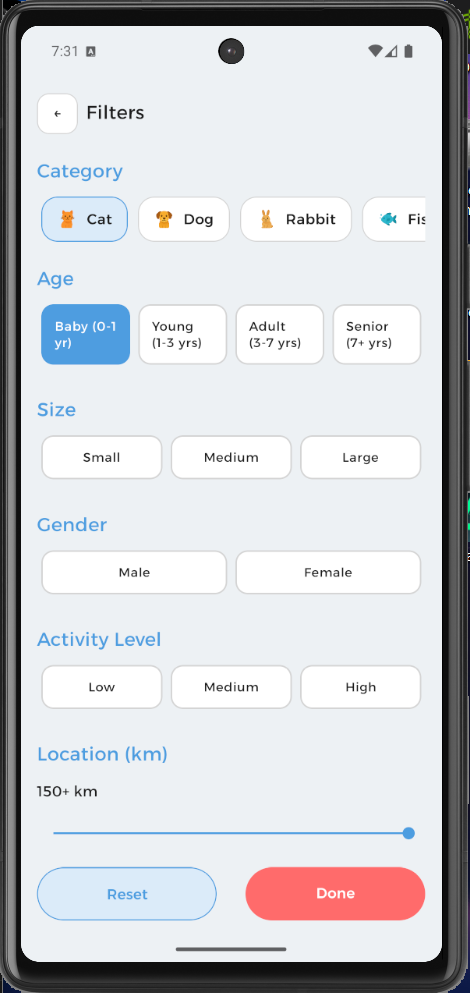 7:31 A
← Filters
Category
Cat Dog Rabbit Fis
Age
Baby (0-1 yr)
Young (1-3 yrs)
Adult (3-7 yrs)
Senior (7+ yrs)
Size
Small Medium Large
Gender
Male Female
Activity Level
Low Medium High
Location (km)
150+ km
Reset Done